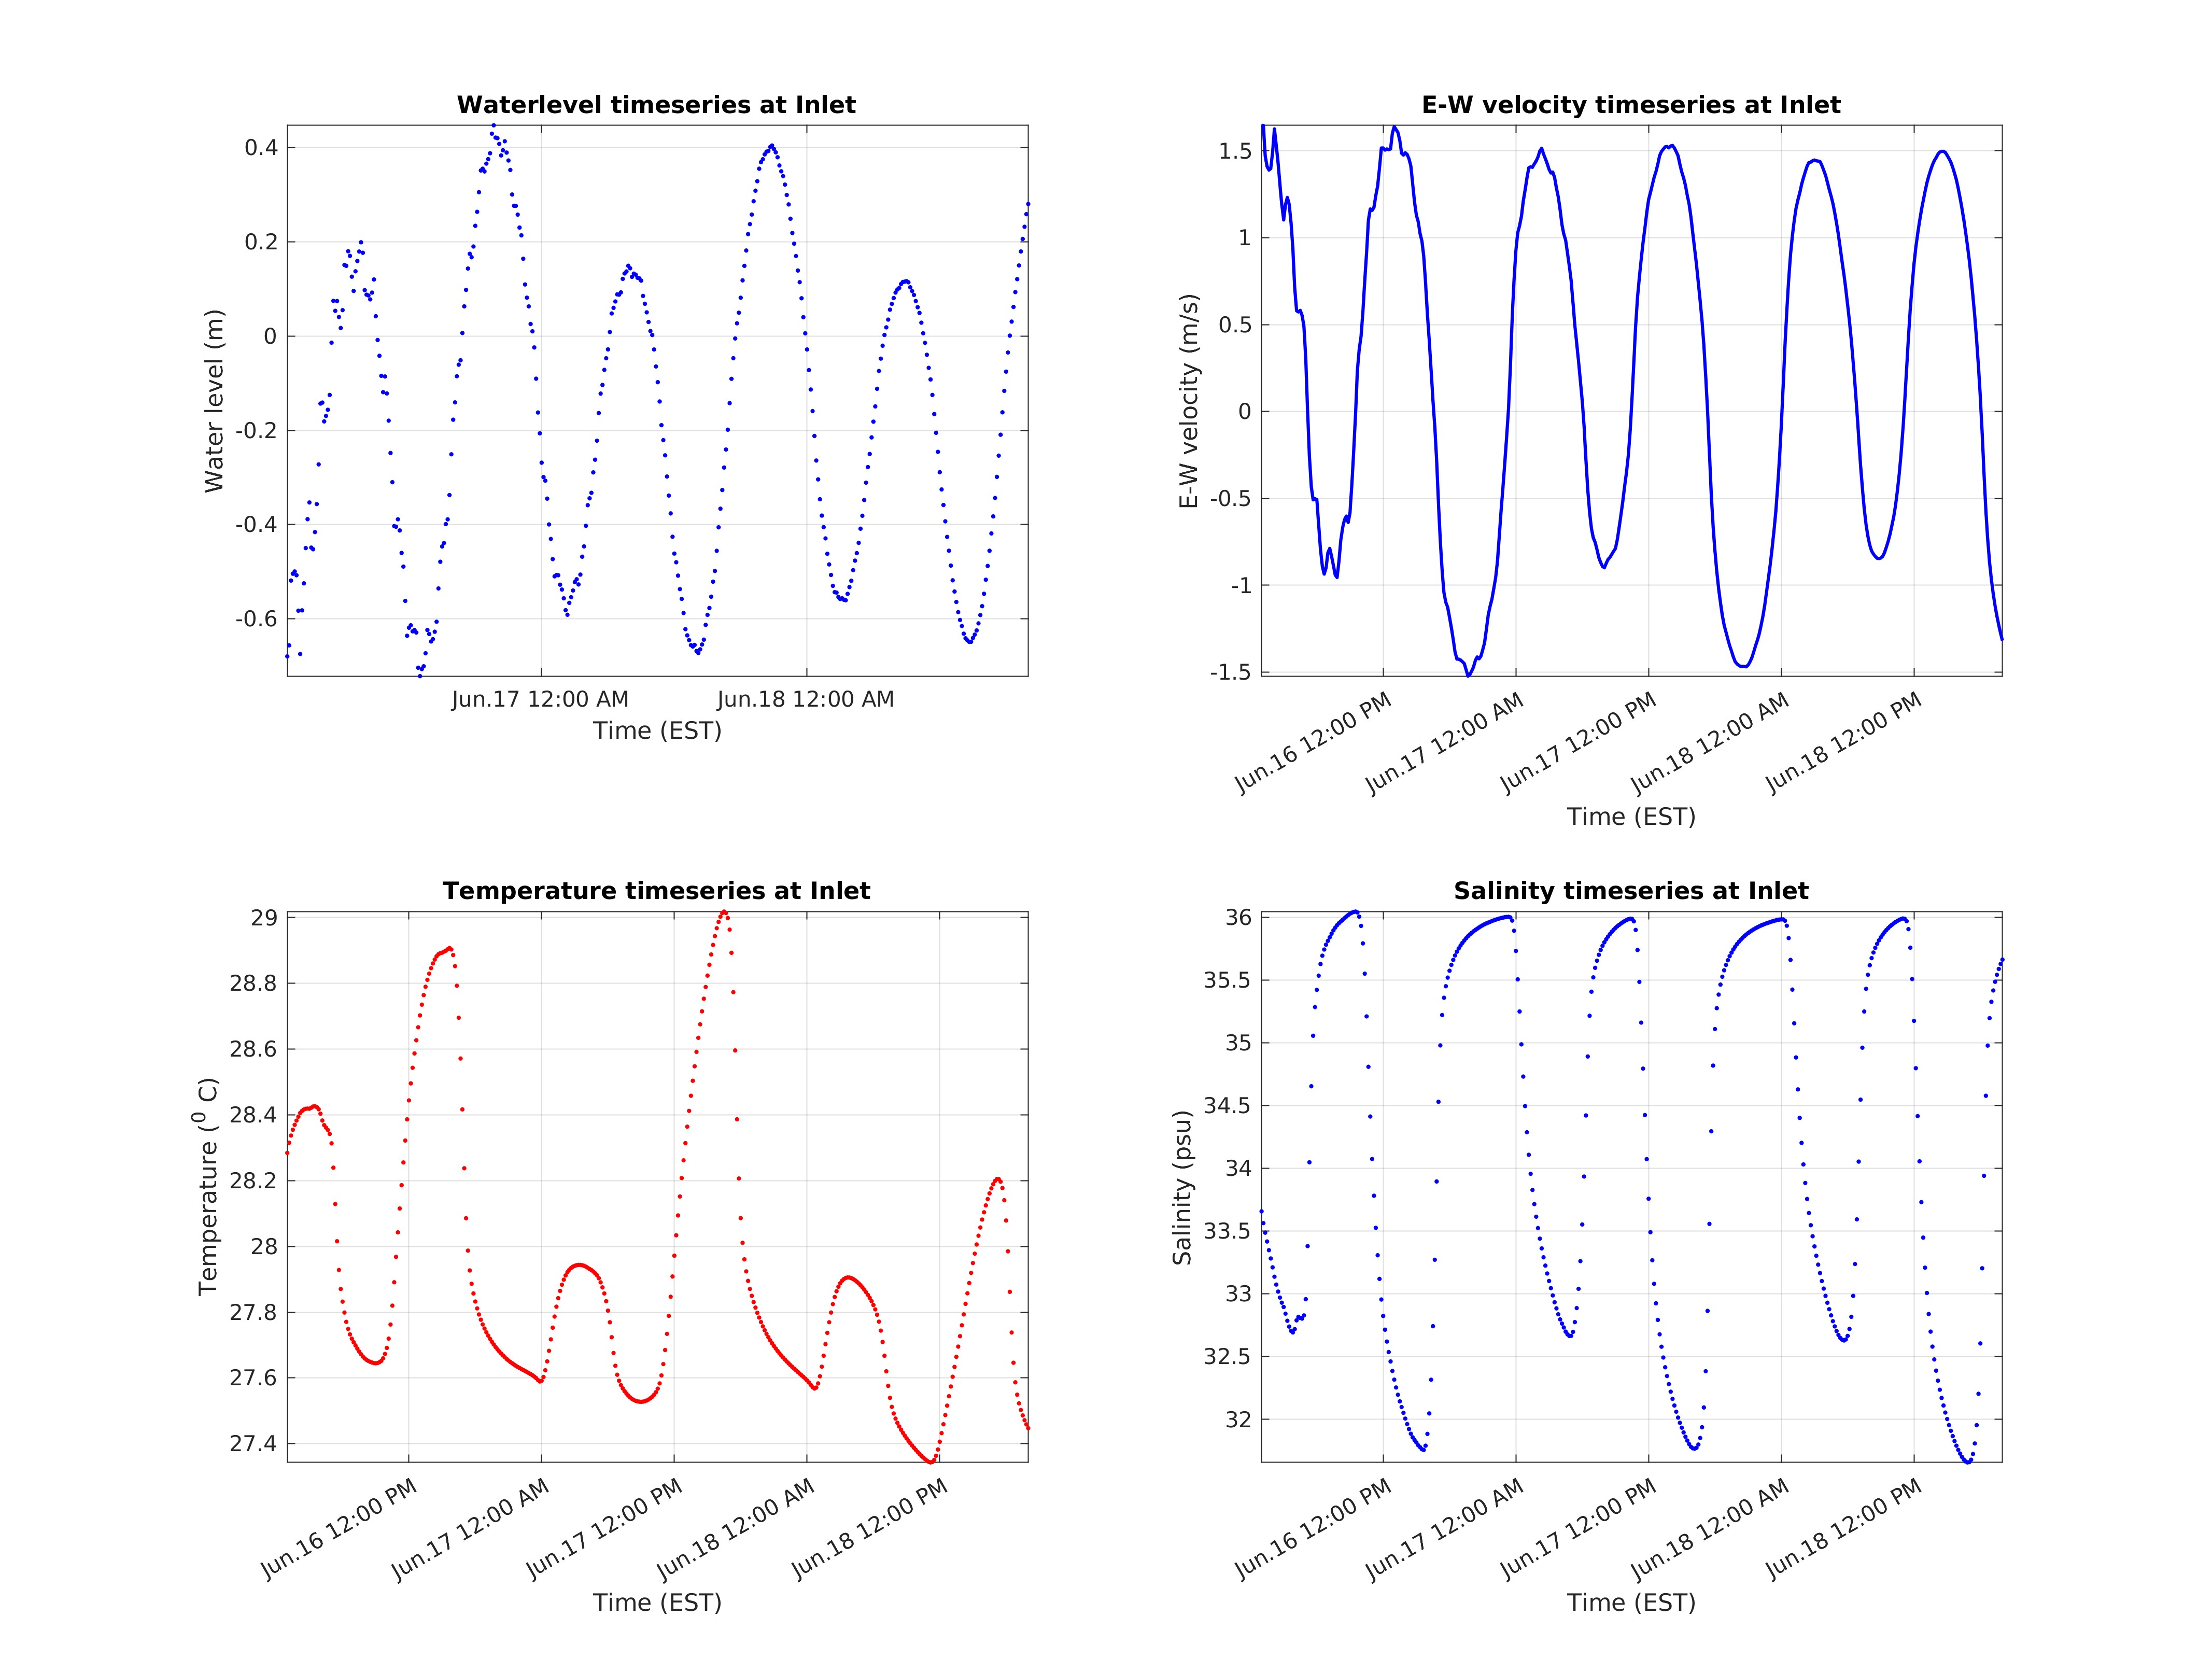 Waterlevel timeseries at Inlet
0.4
0.2
0
-0.2
-0.4
-0.6
Water level (m)
Jun.17 12:00 AM
Jun.18 12:00 AM
Time (EST)
E-W velocity timeseries at Inlet
1.5
1
0.5
0
-0.5
-1
-1.5
E-W velocity (m/s)
Jun.16 12:00 PM
Jun.17 12:00 AM
Jun.17 12:00 PM
Jun.18 12:00 AM
Jun.18 12:00 PM
Time (EST)
Temperature timeseries at Inlet
29
28.8
28.6
28.4
28.2
28
27.8
27.6
27.4
Temperature (⁰ C)
Jun.16 12:00 PM
Jun.17 12:00 AM
Jun.17 12:00 PM
Jun.18 12:00 AM
Jun.18 12:00 PM
Time (EST)
Salinity timeseries at Inlet
36
35.5
35
34.5
34
33.5
33
32.5
32
Salinity (psu)
Jun.16 12:00 PM
Jun.17 12:00 AM
Jun.17 12:00 PM
Jun.18 12:00 AM
Jun.18 12:00 PM
Time (EST)